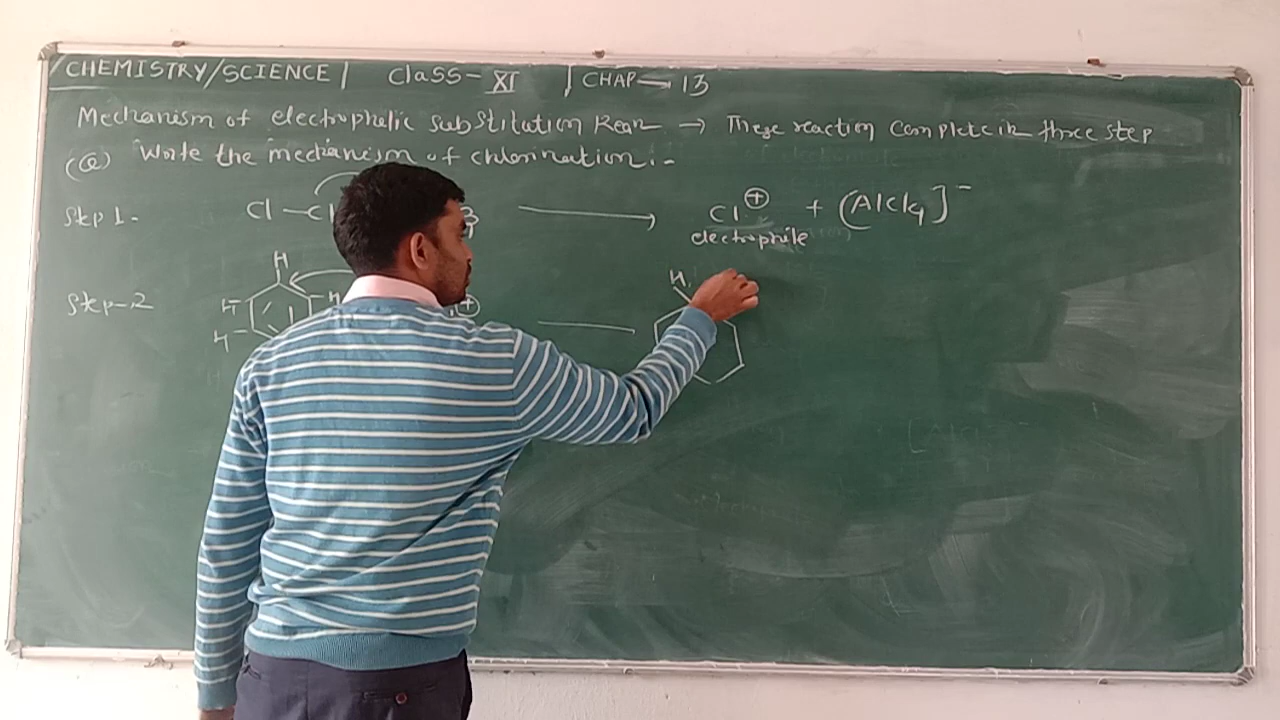 CHEMISTRY/SCIENCE | Class-XI | CHAP → 13
Mechanism of electrophilic substitution Rean → These reaction complete in three step
(a) Write the mechanism of chlorination:-
Step 1- Cl—Cl 3 → Cl⊕ + (AlCl4]⁻
electrophile
H
Step-2 H H ⊕ H
H